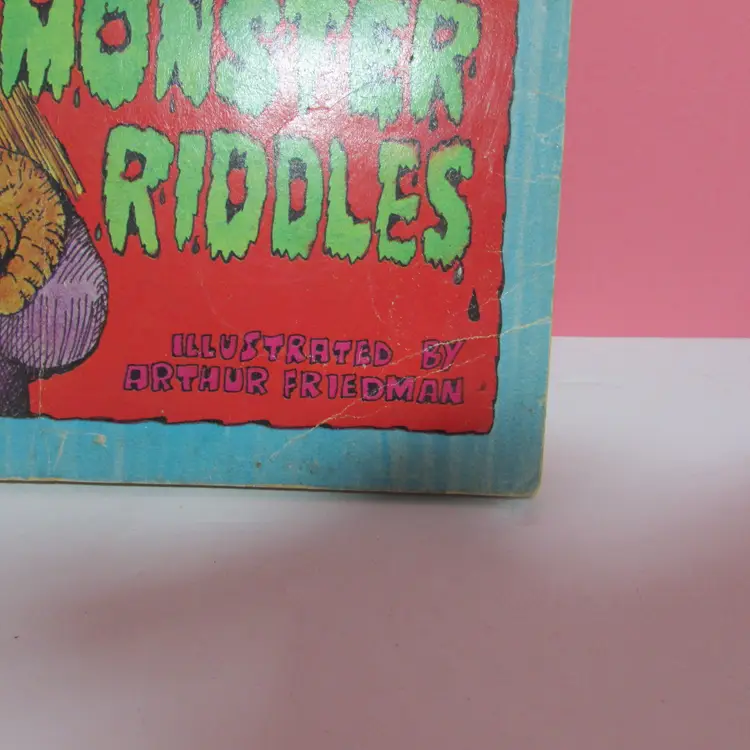 MONSTER
RIDDLES
ILLUSTRATED BY
ARTHUR FRIEDMAN